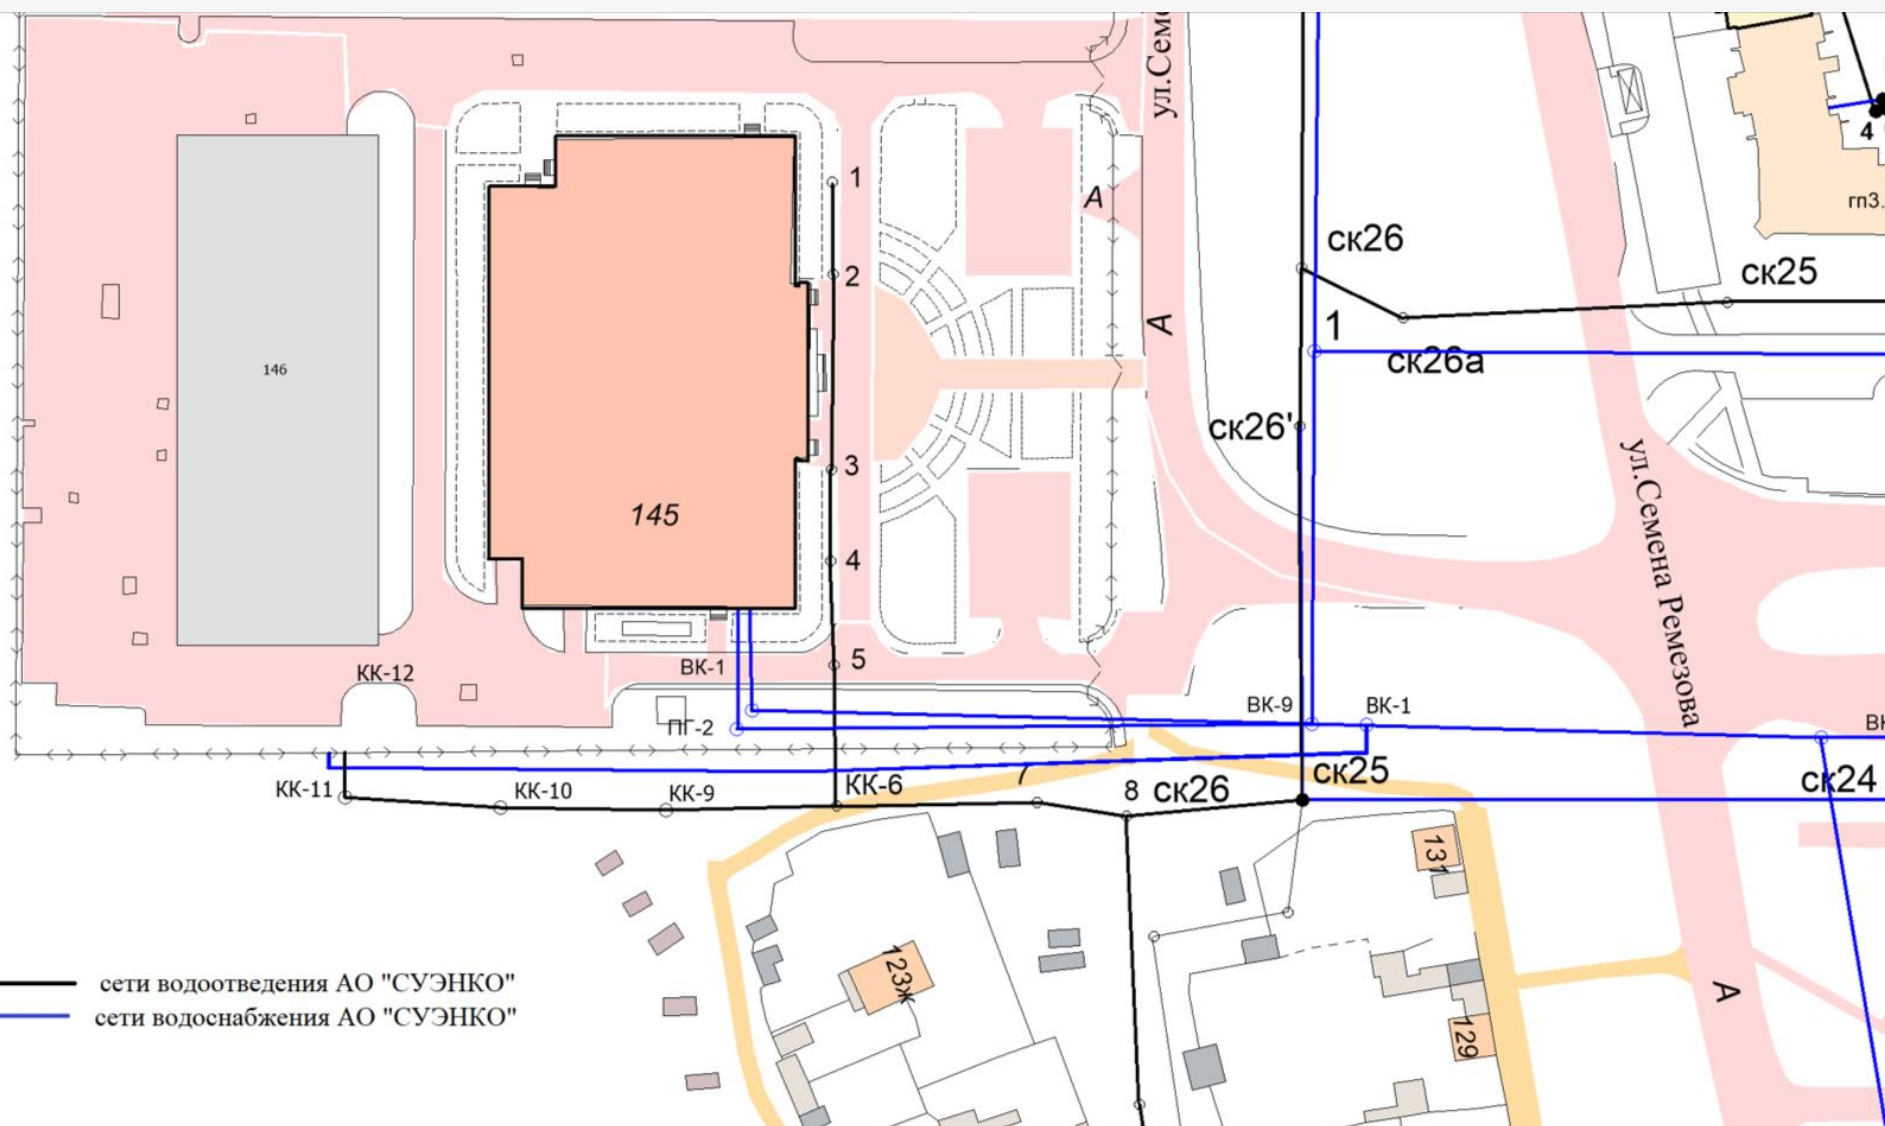 ул.Семе
4
гп3.
1
А
ск26
ск25
2
146
1
А
ск26а
ск26'
3
ул.Семена Ремезова
145
4
5
ВК-1
КК-12
ВК-9
ВК-1
ПГ-2
ВК
7
ск25
КК-11
КК-10
КК-9
КК-6
8
ск26
ск24
131
123ж
сети водоотведения АО "СУЭНКО"
сети водоснабжения АО "СУЭНКО"
А
129